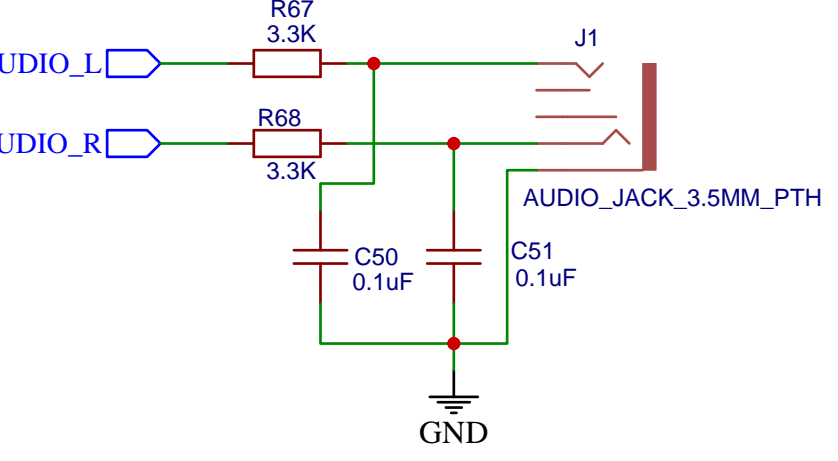 R67
3.3K
J1
UDIO_L
R68
UDIO_R
3.3K
AUDIO_JACK_3.5MM_PTH
C50
0.1uF
C51
0.1uF
GND